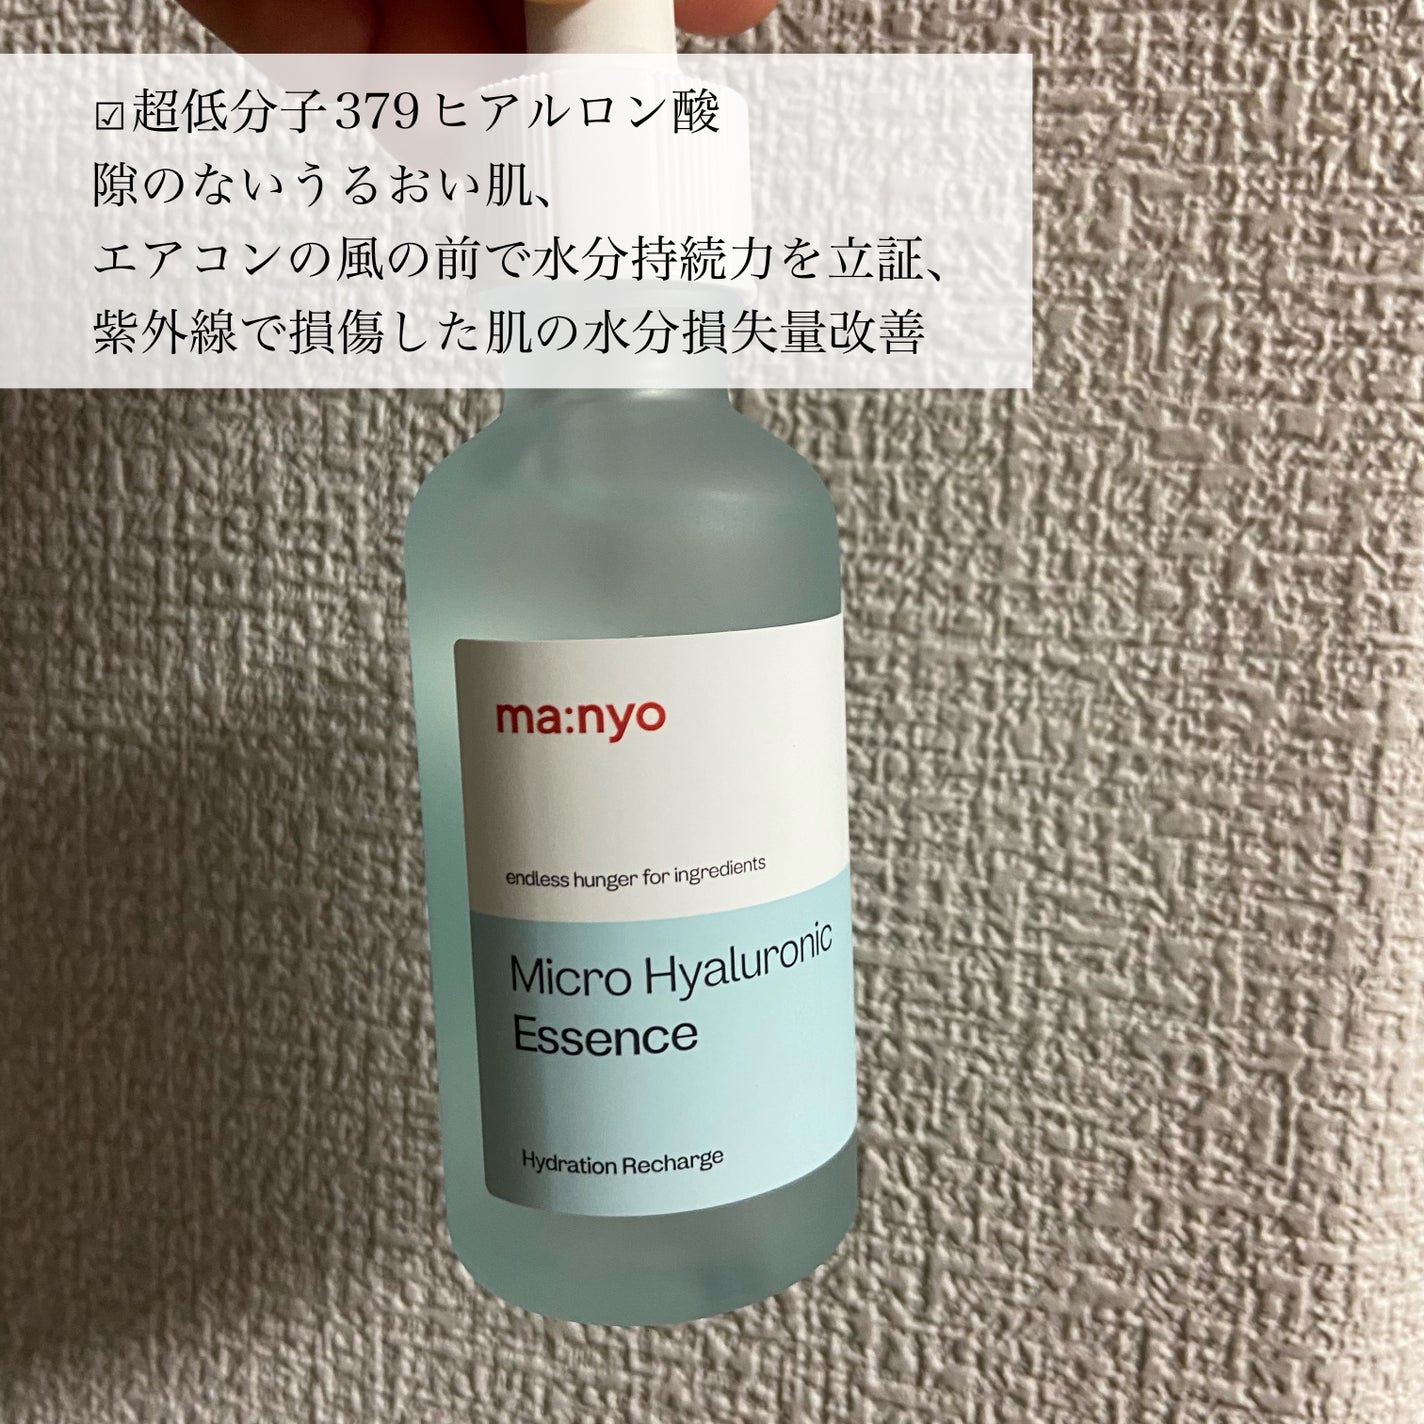 ☑超低分子379ヒアルロン酸
隙のないうるおい肌、
エアコンの風の前で水分持続力を立証、
紫外線で損傷した肌の水分損失量改善
ma:nyo
endless hunger for ingredients
Micro Hyaluronic
Essence
Hydration Recharge